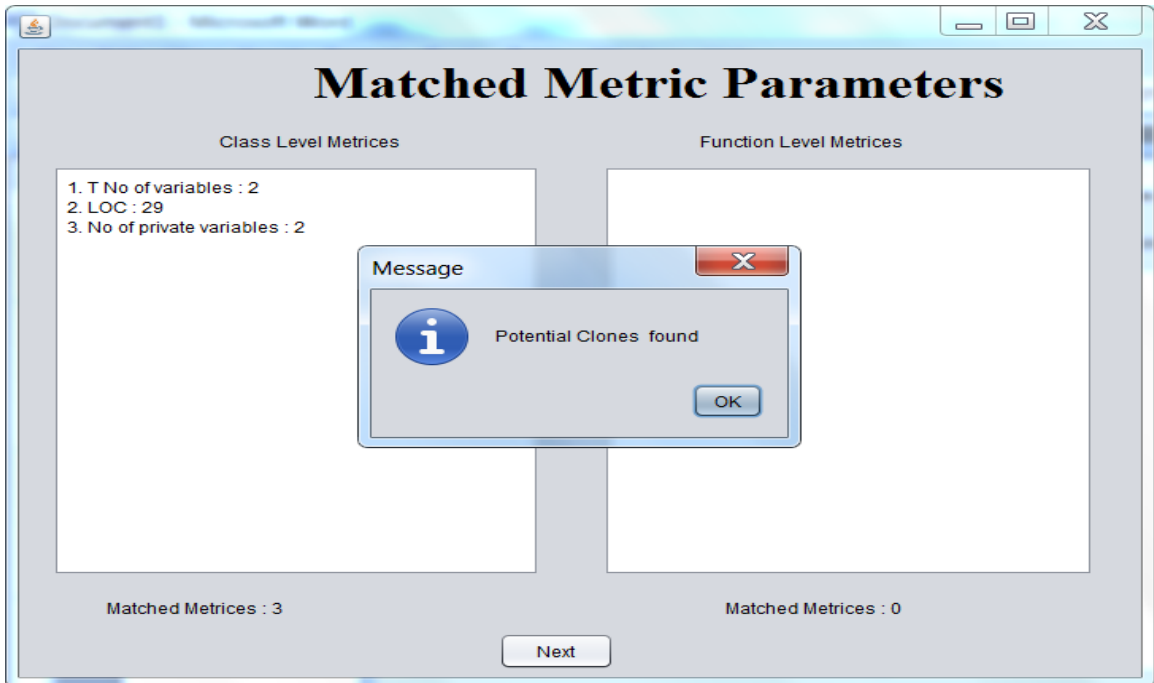 Matched Metric Parameters
Class Level Metrices
Function Level Metrices
1. T No of variables : 2
2. LOC : 29
3. No of private variables : 2
Message
Potential Clones found
OK
Matched Metrices : 3
Matched Metrices : 0
Next